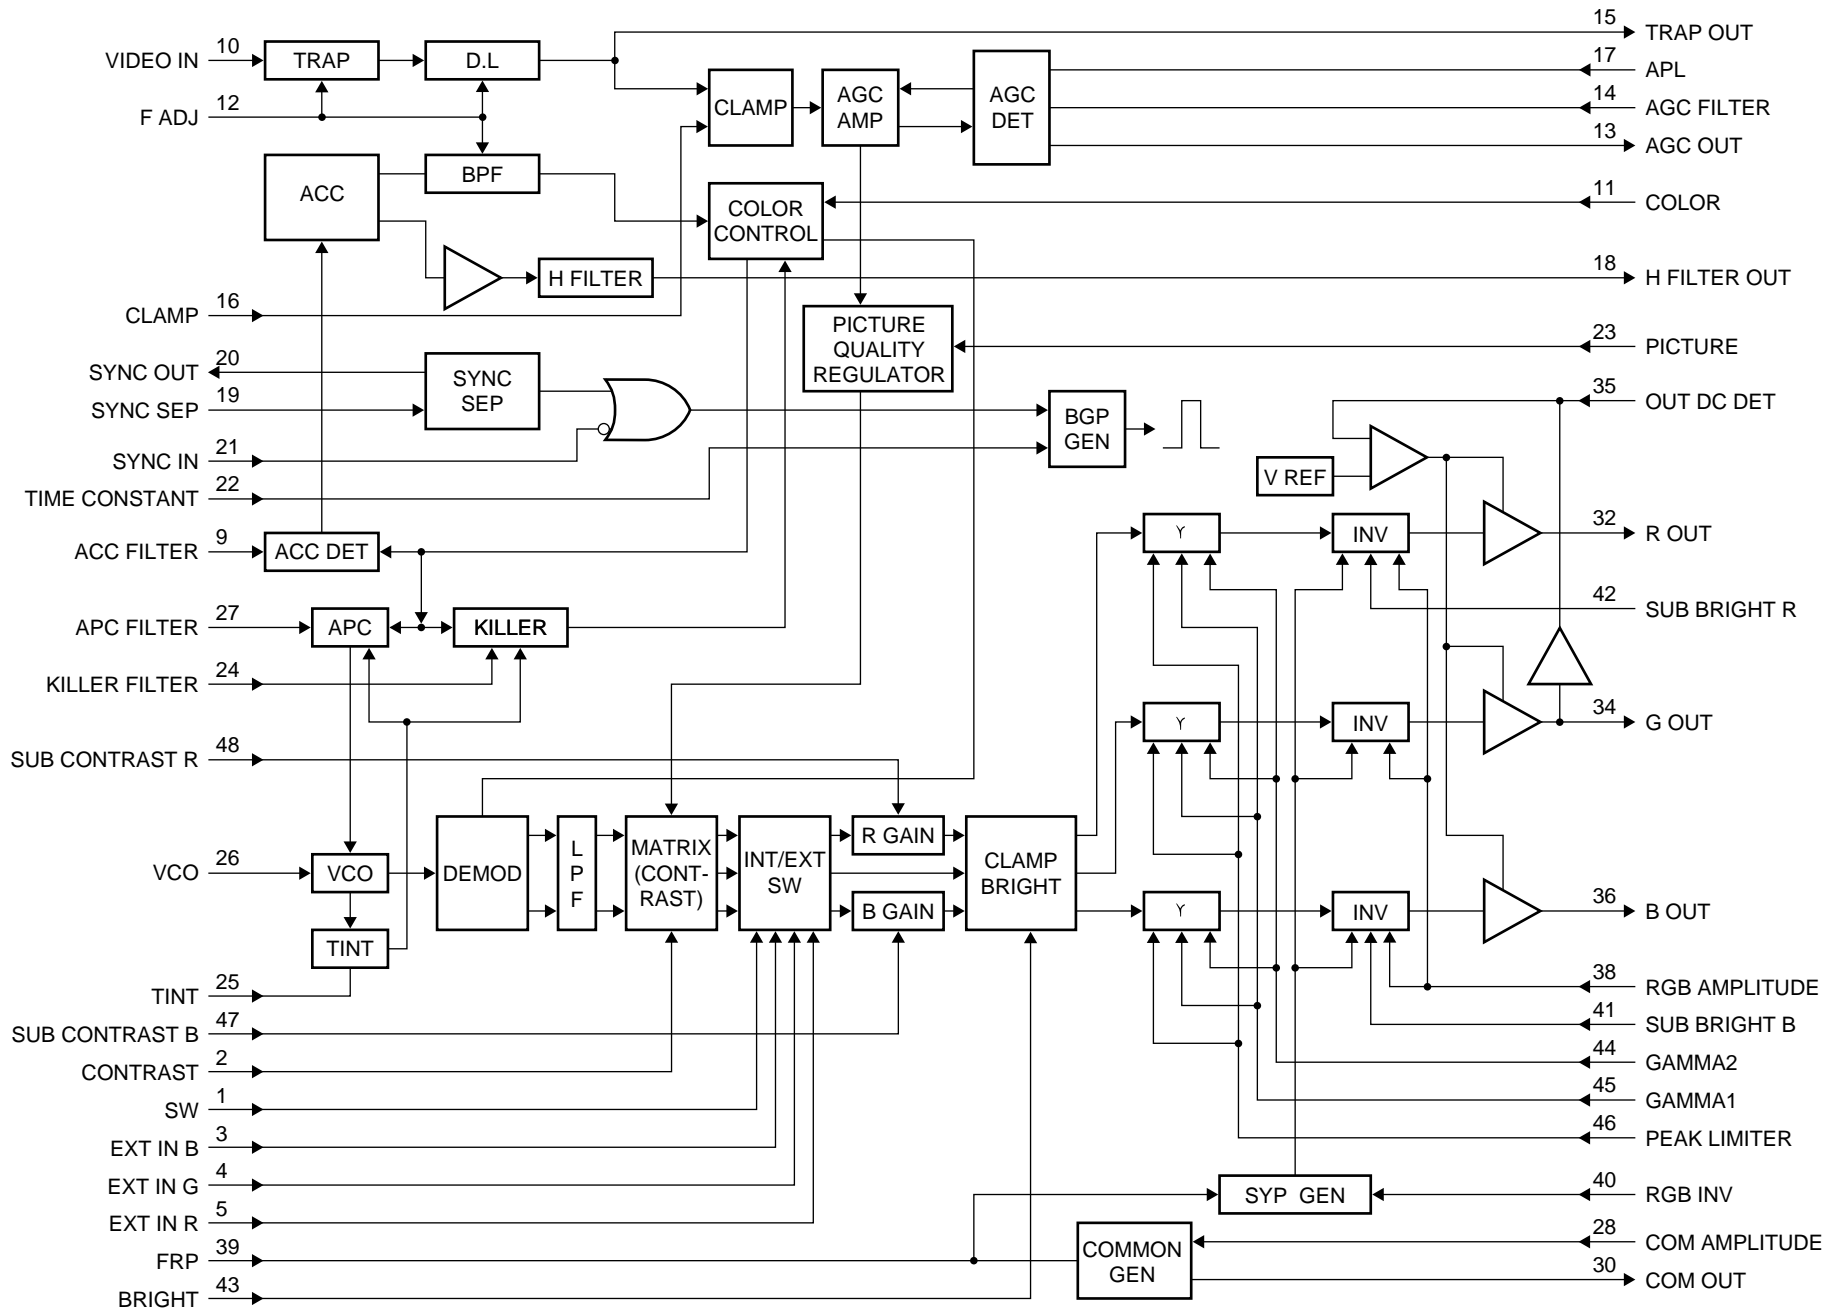 15
TRAP OUT
VIDEO IN
10
TRAP
D.L
17
APL
CLAMP
AGC
AMP
AGC
DET
F ADJ
12
14
AGC FILTER
13
AGC OUT
ACC
BPF
COLOR
CONTROL
11
COLOR
H FILTER
18
H FILTER OUT
CLAMP
16
PICTURE
QUALITY
REGULATOR
23
PICTURE
SYNC OUT
20
SYNC
SEP
SYNC SEP
19
BGP
GEN
35
OUT DC DET
SYNC IN
21
V REF
TIME CONSTANT
22
ACC FILTER
9
ACC DET
γ
INV
32
R OUT
APC FILTER
27
APC
KILLER
42
SUB BRIGHT R
KILLER FILTER
24
γ
INV
34
G OUT
SUB CONTRAST R
48
VCO
26
VCO
DEMOD
L
P
F
MATRIX
(CONT-
RAST)
INT/EXT
SW
R GAIN
B GAIN
CLAMP
BRIGHT
γ
INV
36
B OUT
TINT
TINT
25
38
RGB AMPLITUDE
SUB CONTRAST B
47
41
SUB BRIGHT B
CONTRAST
2
44
GAMMA2
SW
1
45
GAMMA1
EXT IN B
3
46
PEAK LIMITER
EXT IN G
4
SYP GEN
40
RGB INV
EXT IN R
5
FRP
39
COMMON
GEN
28
COM AMPLITUDE
30
COM OUT
BRIGHT
43